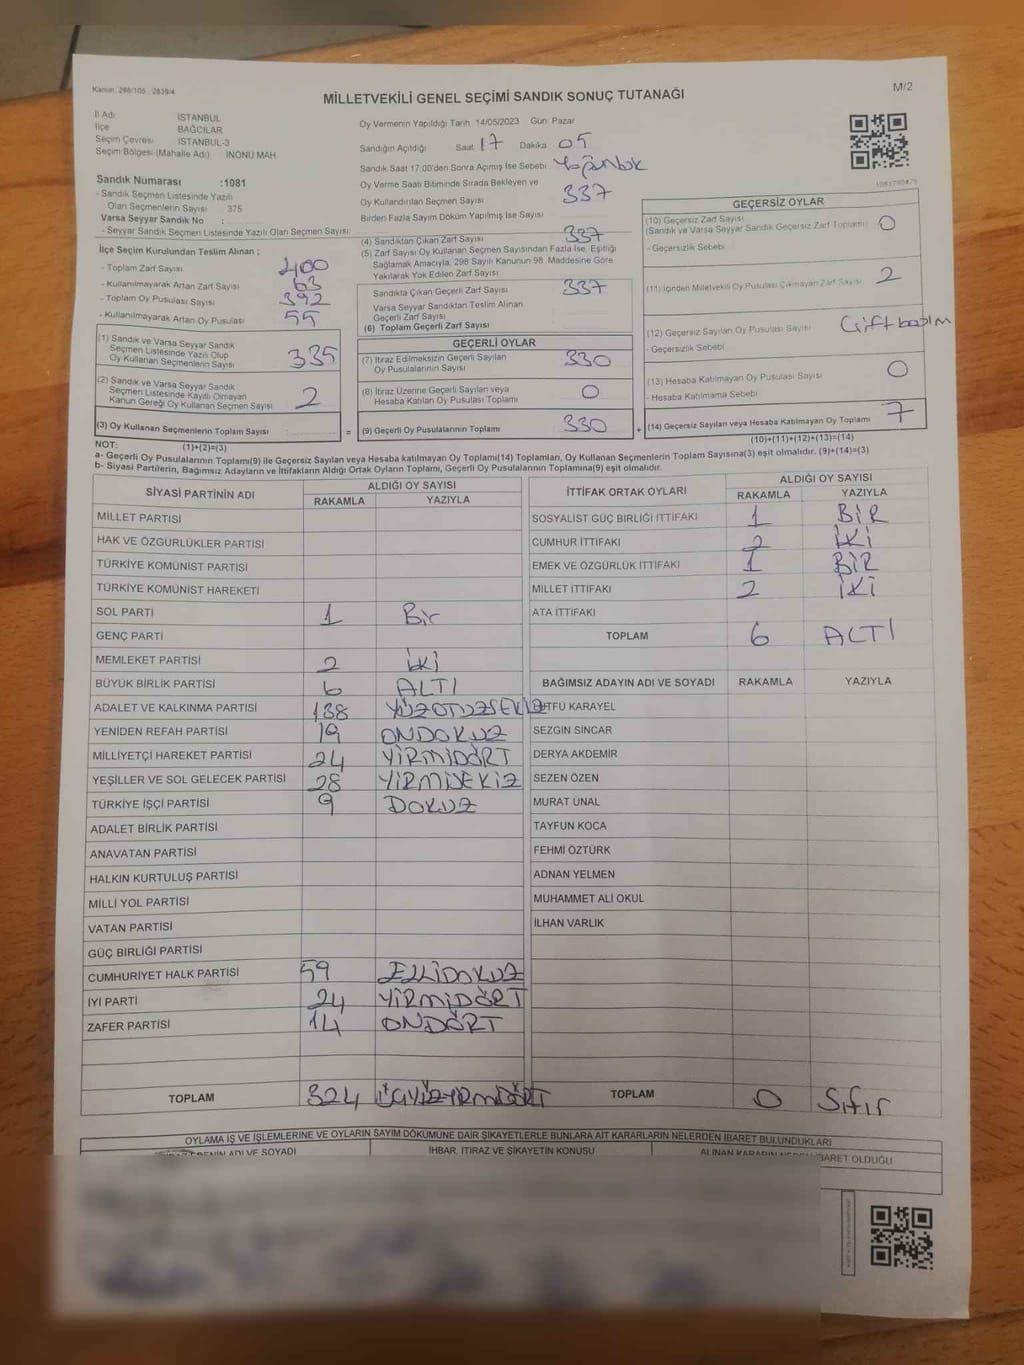 Kanun, 298/105 , 2839/4
M/2
MİLLETVEKİLİ GENEL SEÇİMİ SANDIK SONUÇ TUTANAĞI
İl Adı İSTANBUL
İlçe BAĞCILAR
Seçim Çevresi İSTANBUL-3
Seçim Bölgesi (Mahalle Adı) İNÖNÜ MAH
Sandık Numarası :1081
- Sandık Seçmen Listesinde Yazılı
Olan Seçmenlerin Sayısı 375
Varsa Seyyar Sandık No :
- Seyyar Sandık Seçmen Listesinde Yazılı Olan Seçmen Sayısı
Oy Vermenin Yapıldığı Tarih 14/05/2023 Gün: Pazar
Sandığın Açıldığı Saat 17 Dakika 05
Sandık Saat 17:00'den Sonra Açımış İse Sebebi
Oy Verme Saati Bitiminde Sırada Bekleyen ve
Oy Kullandırılan Seçmen Sayısı 337
Birden Fazla Sayım Döküm Yapılmış İse Sayısı
İlçe Seçim Kurulundan Teslim Alınan ;
- Toplam Zarf Sayısı 400
- Kullanılmayarak Artan Zarf Sayısı 63
- Toplam Oy Pusulası Sayısı 392
- Kullanılmayarak Artan Oy Pusulası 55
(1) Sandık ve Varsa Seyyar Sandık
Seçmen Listesinde Yazılı Olup
Oy Kullanan Seçmenlerin Sayısı 335
(2) Sandık ve Varsa Seyyar Sandık
Seçmen Listesinde Kayıtlı Olmayan
Kanun Gereği Oy Kullanan Seçmen Sayısı 2
(3) Oy Kullanan Seçmenlerin Toplam Sayısı
(4) Sandıktan Çıkan Zarf Sayısı 337
(5) Zarf Sayısı Oy Kullanan Seçmen Sayısından Fazla İse, Eşitliği
Sağlamak Amacıyla, 298 Sayılı Kanunun 98. Maddesine Göre
Yakılarak Yok Edilen Zarf Sayısı
Sandıkta Çıkan Geçerli Zarf Sayısı 337
Varsa Seyyar Sandıktan Teslim Alınan
Geçerli Zarf Sayısı
(6) Toplam Geçerli Zarf Sayısı
GEÇERLİ OYLAR
(7) İtiraz Edilmeksizin Geçerli Sayılan
Oy Pusulalarının Sayısı 330
(8) İtiraz Üzerine Geçerli Sayılan veya
Hesaba Katılan Oy Pusulası Toplamı 0
= (9) Geçerli Oy Pusulalarının Toplamı 330
1081790475
GEÇERSİZ OYLAR
(10) Geçersiz Zarf Sayısı
(Sandık ve Varsa Seyyar Sandık Geçersiz Zarf Toplamı) 0
- Geçersizlik Sebebi
(11) İçinden Milletvekili Oy Pusulası Çıkmayan Zarf Sayısı 2
(12) Geçersiz Sayılan Oy Pusulası Sayısı Çift basım
- Geçersizlik Sebebi
(13) Hesaba Katılmayan Oy Pusulası Sayısı 0
- Hesaba Katılmama Sebebi
+ (14) Geçersiz Sayılan veya Hesaba Katılmayan Oy Toplamı 7
NOT: (1)+(2)=(3) (10)+(11)+(12)+(13)=(14)
a- Geçerli Oy Pusulalarının Toplamı(9) ile Geçersiz Sayılan veya Hesaba katılmayan Oy Toplamı(14) Toplamları, Oy Kullanan Seçmenlerin Toplam Sayısına(3) eşit olmalıdır. (9)+(14)=(3)
b- Siyasi Partilerin, Bağımsız Adayların ve İttifakların Aldığı Ortak Oyların Toplamı, Geçerli Oy Pusulalarının Toplamına(9) eşit olmalıdır.
SİYASİ PARTİNİN ADI ALDIĞI OY SAYISI
RAKAMLA YAZIYLA
MİLLET PARTİSİ
HAK VE ÖZGÜRLÜKLER PARTİSİ
TÜRKİYE KOMÜNİST PARTİSİ
TÜRKİYE KOMÜNİST HAREKETİ
SOL PARTİ 1 Bir
GENÇ PARTİ
MEMLEKET PARTİSİ 2 İKİ
BÜYÜK BİRLİK PARTİSİ 6 ALTI
ADALET VE KALKINMA PARTİSİ 138 YÜZOTUZSEKİZ
YENİDEN REFAH PARTİSİ 19 ONDOKUZ
MİLLİYETÇİ HAREKET PARTİSİ 24 YİRMİDÖRT
YEŞİLLER VE SOL GELECEK PARTİSİ 28 YİRMİSEKİZ
TÜRKİYE İŞÇİ PARTİSİ 9 DOKUZ
ADALET BİRLİK PARTİSİ
ANAVATAN PARTİSİ
HALKIN KURTULUŞ PARTİSİ
MİLLİ YOL PARTİSİ
VATAN PARTİSİ
GÜÇ BİRLİĞİ PARTİSİ
CUMHURİYET HALK PARTİSİ 59 ELLİDOKUZ
İYİ PARTİ 24 YİRMİDÖRT
ZAFER PARTİSİ 14 ONDÖRT
TOPLAM 324 ÜÇYÜZYİRMİDÖRT
İTTİFAK ORTAK OYLARI ALDIĞI OY SAYISI
RAKAMLA YAZIYLA
SOSYALİST GÜÇ BİRLİĞİ İTTİFAKI 1 BİR
CUMHUR İTTİFAKI 2 İKİ
EMEK VE ÖZGÜRLÜK İTTİFAKI 1 BİR
MİLLET İTTİFAKI 2 İKİ
ATA İTTİFAKI
TOPLAM 6 ALTI
BAĞIMSIZ ADAYIN ADI VE SOYADI RAKAMLA YAZIYLA
KARAYEL
SEZGİN SİNCAR
DERYA AKDEMİR
SEZEN ÖZEN
MURAT ÜNAL
TAYFUN KOCA
FEHMİ ÖZTÜRK
ADNAN YELMEN
MUHAMMET ALİ OKUL
İLHAN VARLIK
TOPLAM 0 Sıfır
OYLAMA İŞ VE İŞLEMLERİNE VE OYLARIN SAYIM DÖKÜMÜNE DAİR ŞİKAYETLERLE BUNLARA AİT KARARLARIN NELERDEN İBARET BULUNDUKLARI
ADI VE SOYADI İHBAR, İTİRAZ VE ŞİKAYETİN KONUSU ALINAN KARARIN NEDEN İBARET OLDUĞU